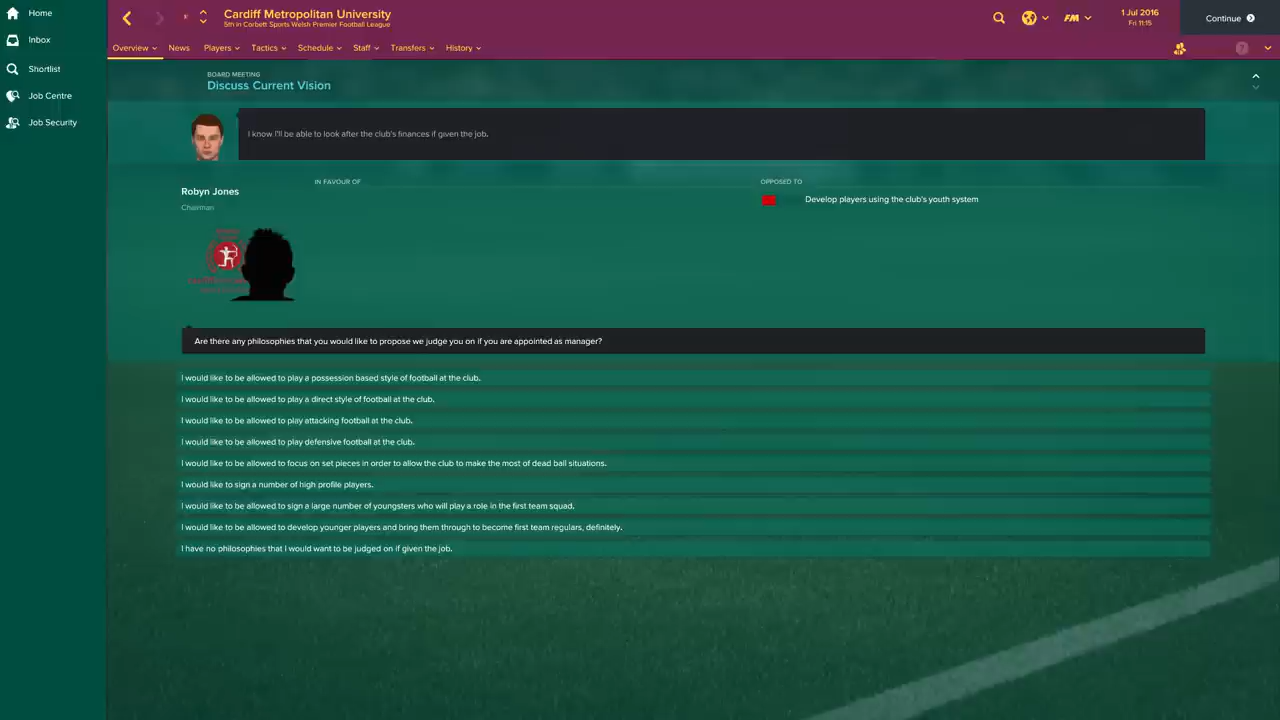 Home
Inbox
Shortlist
Job Centre
Job Security
Cardiff Metropolitan University
5th in Corbett Sports Welsh Premier Football League
FM
1 Jul 2016
Fri 11:15
Continue
Overview
News
Players
Tactics
Schedule
Staff
Transfers
History
BOARD MEETING
Discuss Current Vision
I know I'll be able to look after the club's finances if given the job.
Robyn Jones
Chairman
IN FAVOUR OF
OPPOSED TO
Develop players using the club's youth system
Are there any philosophies that you would like to propose we judge you on if you are appointed as manager?
I would like to be allowed to play a possession based style of football at the club.
I would like to be allowed to play a direct style of football at the club.
I would like to be allowed to play attacking football at the club.
I would like to be allowed to play defensive football at the club.
I would like to be allowed to focus on set pieces in order to allow the club to make the most of dead ball situations.
I would like to sign a number of high profile players.
I would like to be allowed to sign a large number of youngsters who will play a role in the first team squad.
I would like to be allowed to develop younger players and bring them through to become first team regulars, definitely.
I have no philosophies that I would want to be judged on if given the job.